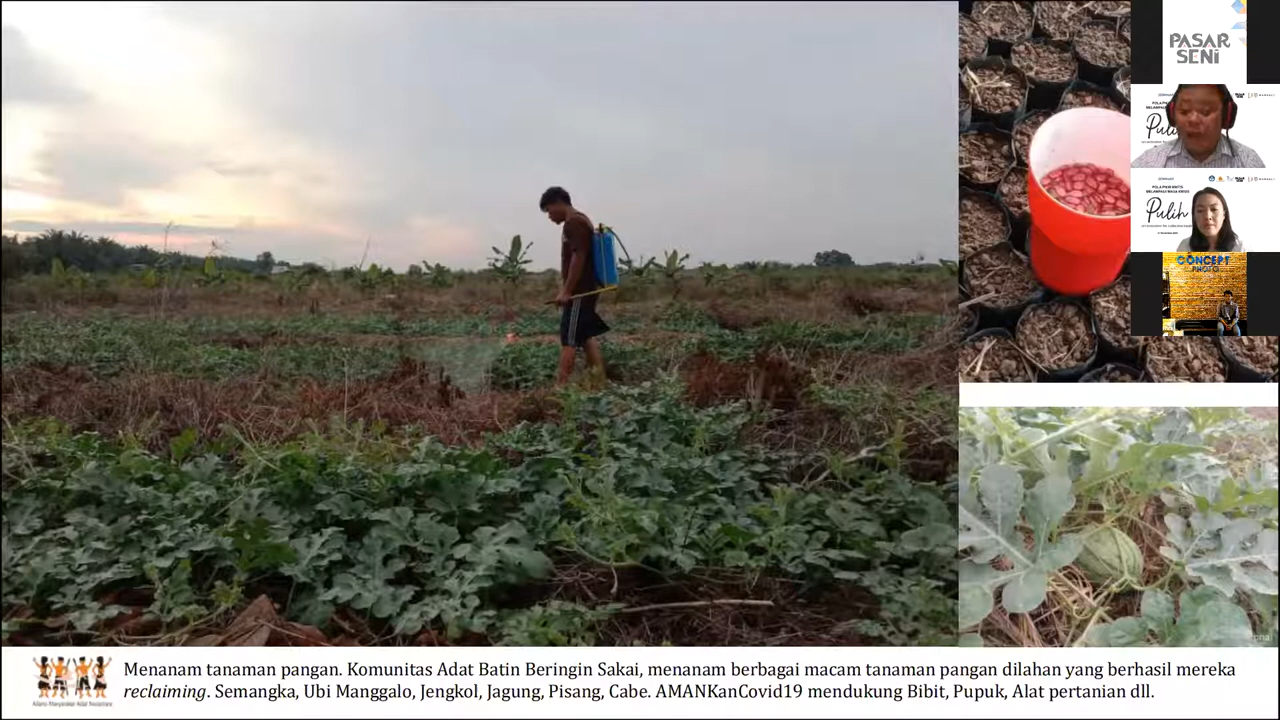 PASAR
SENI
Pulih
Pulih
CONCEPT
PHOTO
Menanam tanaman pangan. Komunitas Adat Batin Beringin Sakai, menanam berbagai macam tanaman pangan dilahan yang berhasil mereka
reclaiming. Semangka, Ubi Manggalo, Jengkol, Jagung, Pisang, Cabe. AMANKanCovid19 mendukung Bibit, Pupuk, Alat pertanian dll.